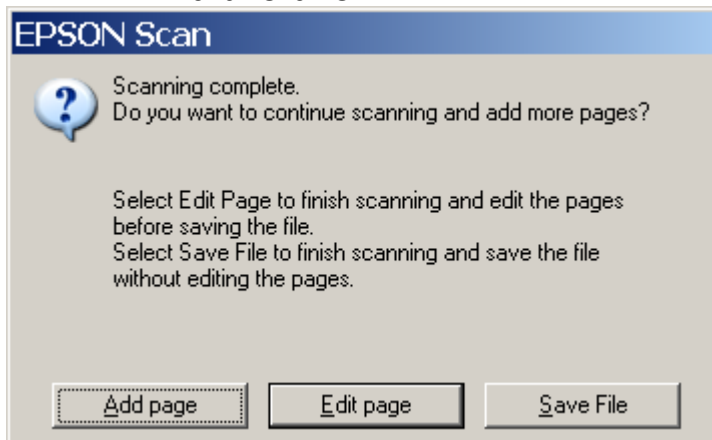 EPSON Scan
Scanning complete.
Do you want to continue scanning and add more pages?
Select Edit Page to finish scanning and edit the pages
before saving the file.
Select Save File to finish scanning and save the file
without editing the pages.
Add page Edit page Save File